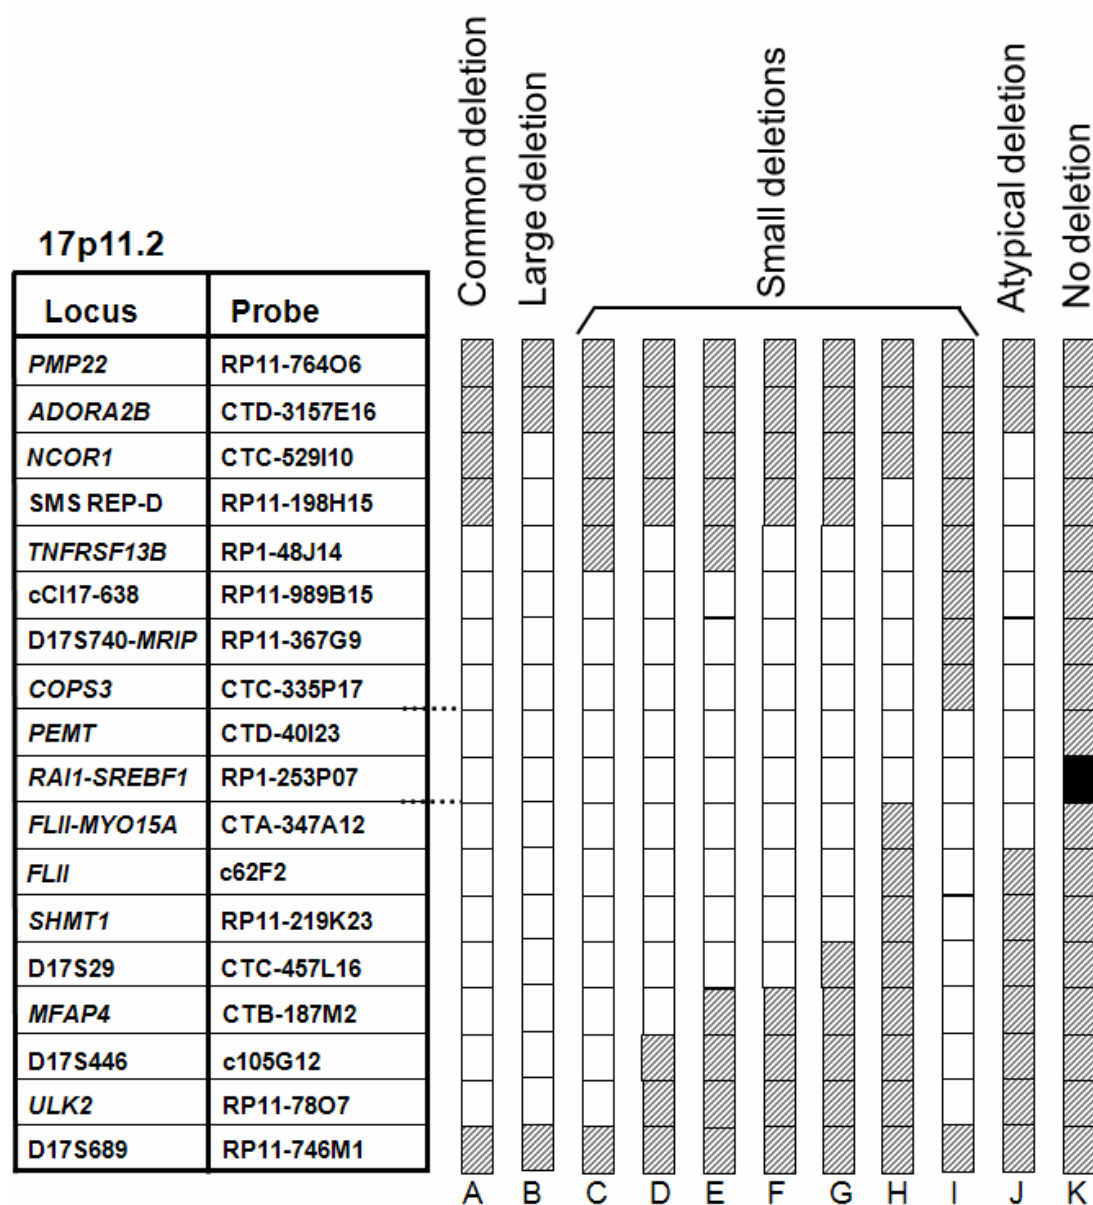 Common deletion
Large deletion
Small deletions
Atypical deletion
No deletion
17p11.2
Locus Probe
PMP22 RP11-764O6
ADORA2B CTD-3157E16
NCOR1 CTC-529I10
SMS REP-D RP11-198H15
TNFRSF13B RP1-48J14
cCI17-638 RP11-989B15
D17S740-MRIP RP11-367G9
COPS3 CTC-335P17
PEMT CTD-40I23
RAI1-SREBF1 RP1-253P07
FLII-MYO15A CTA-347A12
FLII c62F2
SHMT1 RP11-219K23
D17S29 CTC-457L16
MFAP4 CTB-187M2
D17S446 c105G12
ULK2 RP11-78O7
D17S689 RP11-746M1
A B C D E F G H I J K